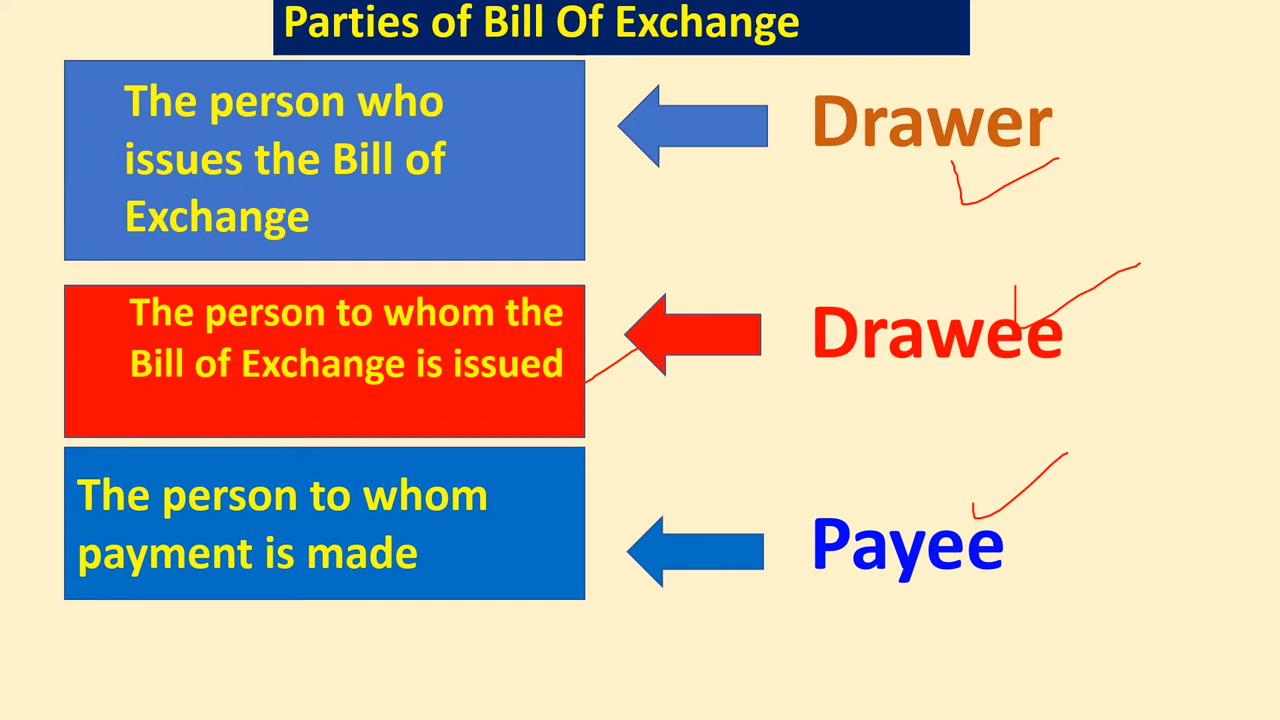 Parties of Bill Of Exchange
The person who
issues the Bill of
Exchange
Drawer
The person to whom the
Bill of Exchange is issued
Drawee
The person to whom
payment is made
Payee